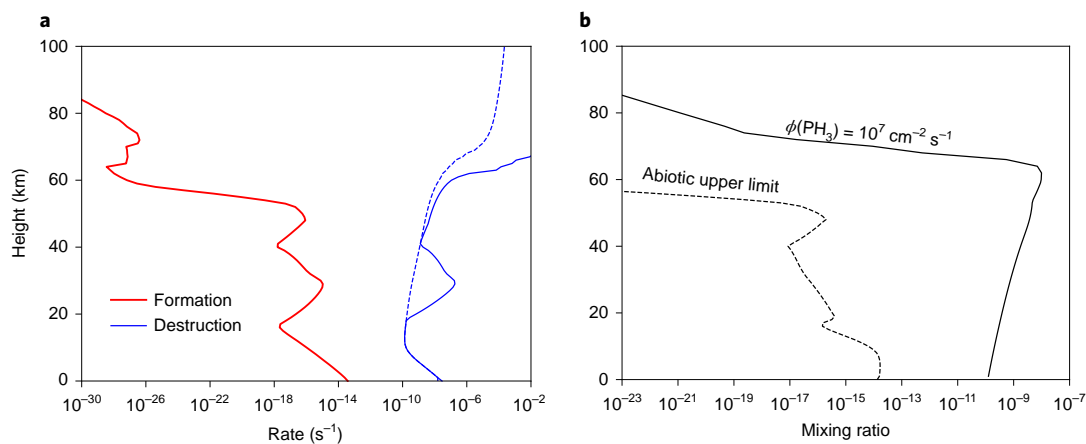 a
100
80
60
40
20
0
Height (km)
Formation
Destruction
10⁻³⁰ 10⁻²⁶ 10⁻²² 10⁻¹⁸ 10⁻¹⁴ 10⁻¹⁰ 10⁻⁶ 10⁻²
Rate (s⁻¹)
b
100
80
60
40
20
0
ϕ(PH₃) = 10⁷ cm⁻² s⁻¹
Abiotic upper limit
10⁻²³ 10⁻²¹ 10⁻¹⁹ 10⁻¹⁷ 10⁻¹⁵ 10⁻¹³ 10⁻¹¹ 10⁻⁹ 10⁻⁷
Mixing ratio